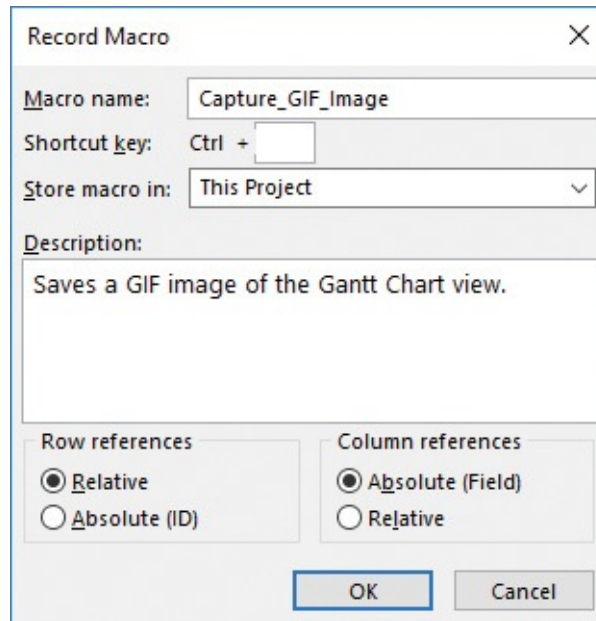 Record Macro
Macro name: Capture_GIF_Image
Shortcut key: Ctrl +
Store macro in: This Project
Description:
Saves a GIF image of the Gantt Chart view.
Row references Column references
Relative Absolute (Field)
Absolute (ID) Relative
OK Cancel